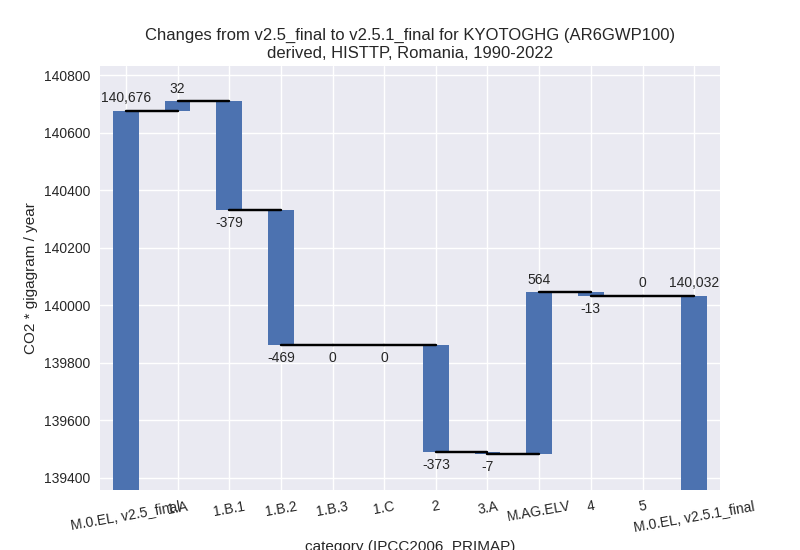 Changes from v2.5_final to v2.5.1_final for KYOTOGHG (AR6GWP100)
derived, HISTTP, Romania, 1990-2022
140800
140600
140400
140200
140000
139800
139600
139400
CO2 * gigagram / year
140,676
32
-379
-469
0
0
-373
-7
564
-13
0
140,032
M.0.EL, v2.5_final
1.A
1.B.1
1.B.2
1.B.3
1.C
2
3.A
M.AG.ELV
4
5
M.0.EL, v2.5.1_final
category (IPCC2006_PRIMAP)